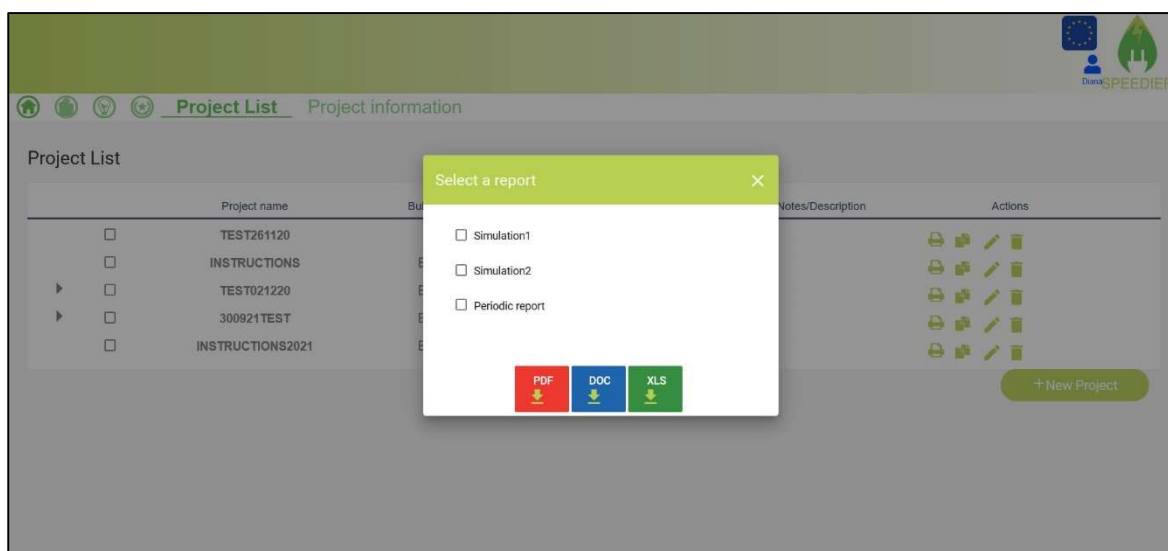 Diana
SPEEDIER
Project List Project information
Project List
Select a report
Project name Notes/Description Actions
Simulation1
TEST261120
INSTRUCTIONS
Simulation2
TEST021220
Periodic report
300921TEST
INSTRUCTIONS2021
PDF DOC XLS
+New Project